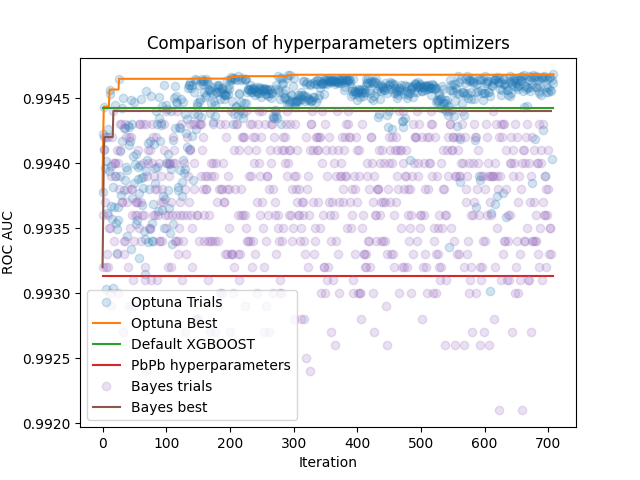 Comparison of hyperparameters optimizers
ROC AUC
0.9945
0.9940
0.9935
0.9930
0.9925
0.9920
Optuna Trials
Optuna Best
Default XGBOOST
PbPb hyperparameters
Bayes trials
Bayes best
0 100 200 300 400 500 600 700
Iteration